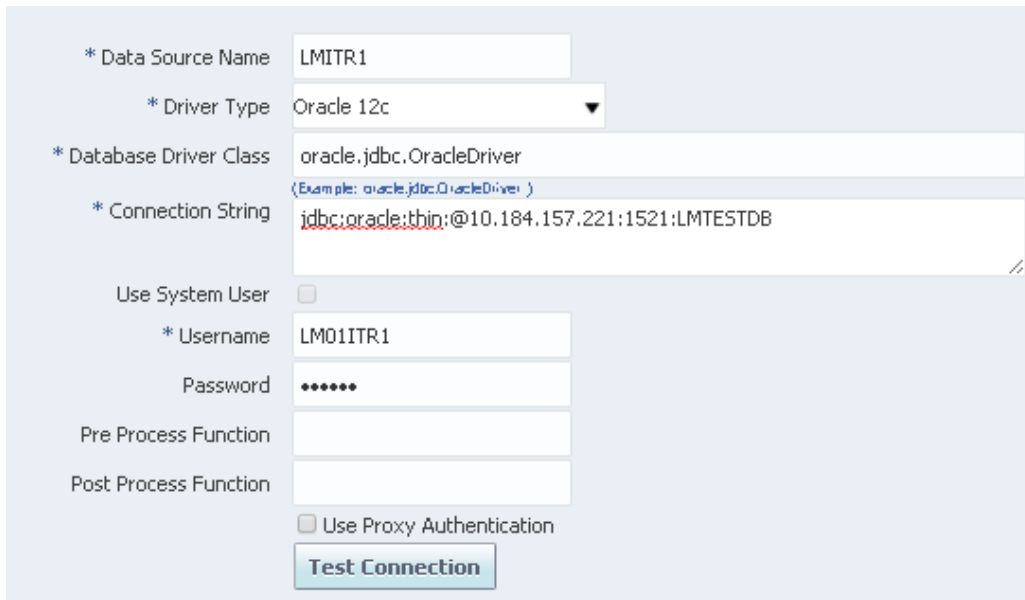 * Data Source Name LMITR1
* Driver Type Oracle 12c
* Database Driver Class oracle.jdbc.OracleDriver
(Example: oracle.jdbc.OracleDriver )
* Connection String jdbc:oracle:thin:@10.184.157.221:1521:LMTESTDB
Use System User
* Username LM01ITR1
Password ••••••
Pre Process Function
Post Process Function
Use Proxy Authentication
Test Connection